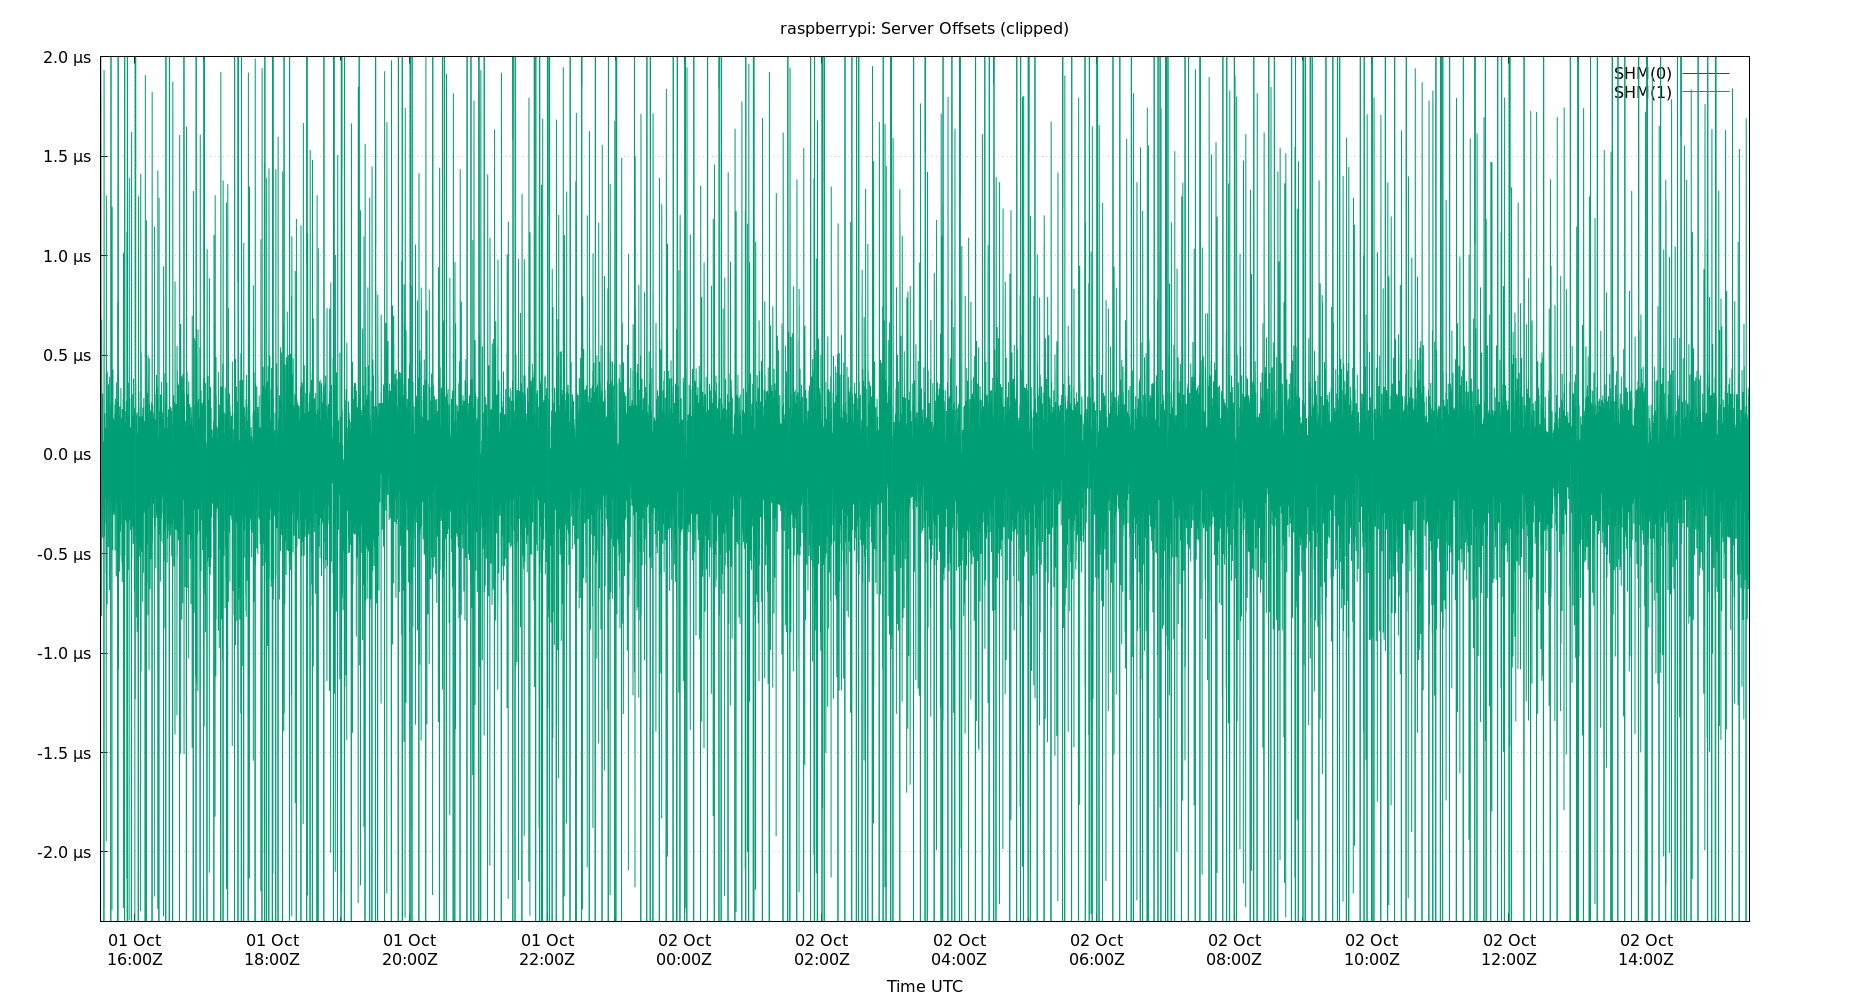 raspberrypi: Server Offsets (clipped)
2.0 µs
SHM(0)
SHM(1)
1.5 µs
1.0 µs
0.5 µs
0.0 µs
-0.5 µs
-1.0 µs
-1.5 µs
-2.0 µs
01 Oct 01 Oct 01 Oct 01 Oct 02 Oct 02 Oct 02 Oct 02 Oct 02 Oct 02 Oct 02 Oct 02 Oct
16:00Z 18:00Z 20:00Z 22:00Z 00:00Z 02:00Z 04:00Z 06:00Z 08:00Z 10:00Z 12:00Z 14:00Z
Time UTC